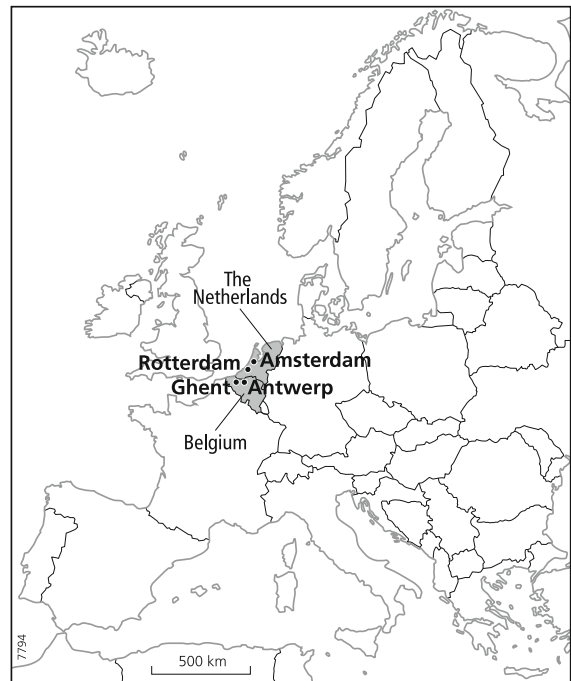 The
Netherlands
Rotterdam
Amsterdam
Ghent
Antwerp
Belgium
7794
500 km